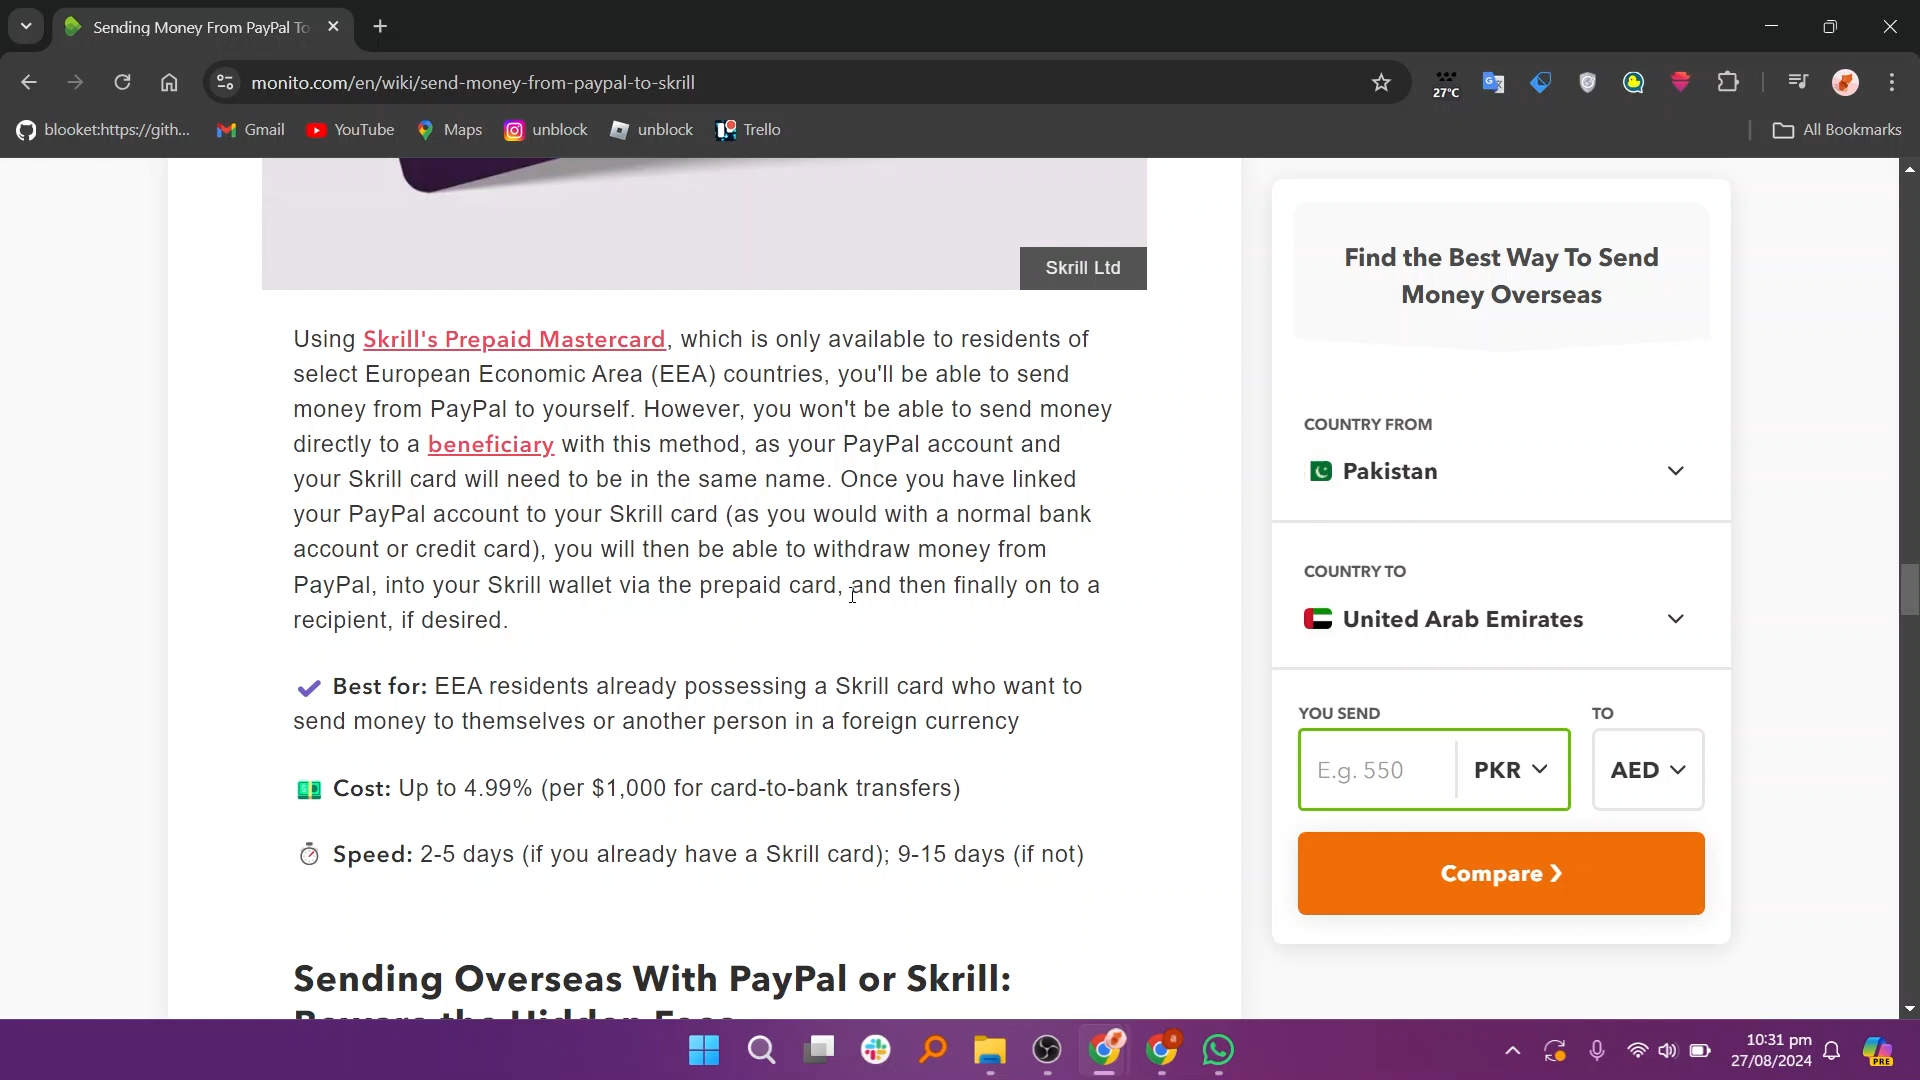 Sending Money From PayPal To
monito.com/en/wiki/send-money-from-paypal-to-skrill
27°C
blooket:https://gith...
Gmail
YouTube
Maps
unblock
unblock
Trello
All Bookmarks
Skrill Ltd
Using Skrill's Prepaid Mastercard, which is only available to residents of
select European Economic Area (EEA) countries, you'll be able to send
money from PayPal to yourself. However, you won't be able to send money
directly to a beneficiary with this method, as your PayPal account and
your Skrill card will need to be in the same name. Once you have linked
your PayPal account to your Skrill card (as you would with a normal bank
account or credit card), you will then be able to withdraw money from
PayPal, into your Skrill wallet via the prepaid card, and then finally on to a
recipient, if desired.
Best for: EEA residents already possessing a Skrill card who want to
send money to themselves or another person in a foreign currency
Cost: Up to 4.99% (per $1,000 for card-to-bank transfers)
Speed: 2-5 days (if you already have a Skrill card); 9-15 days (if not)
Sending Overseas With PayPal or Skrill:
Beware the Hidden Fees
Find the Best Way To Send
Money Overseas
COUNTRY FROM
Pakistan
COUNTRY TO
United Arab Emirates
YOU SEND
TO
E.g. 550
PKR
AED
Compare ❯
10:31 pm
27/08/2024
PRE